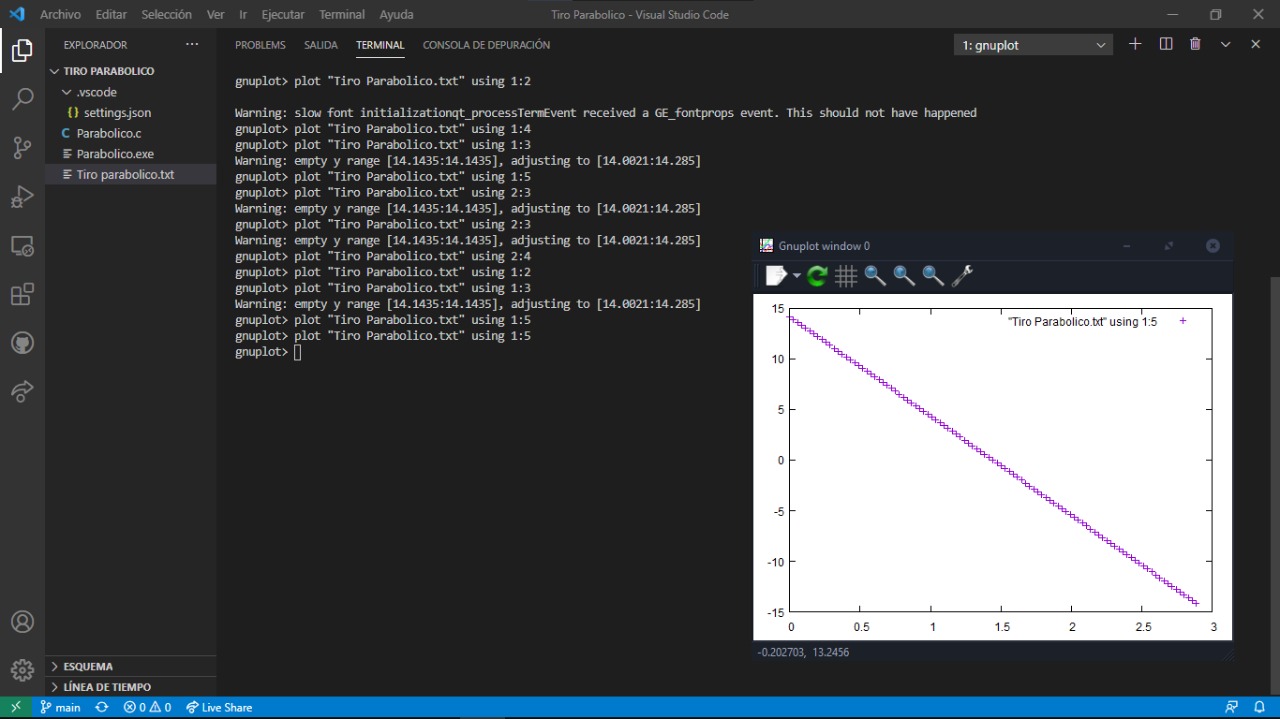 Archivo Editar Selección Ver Ir Ejecutar Terminal Ayuda Tiro Parabolico - Visual Studio Code
EXPLORADOR ···
TIRO PARABOLICO
.vscode
{} settings.json
C Parabolico.c
Parabolico.exe
Tiro parabolico.txt
ESQUEMA
LÍNEA DE TIEMPO
PROBLEMS SALIDA TERMINAL CONSOLA DE DEPURACIÓN 1: gnuplot
gnuplot> plot "Tiro Parabolico.txt" using 1:2
Warning: slow font initializationqt_processTermEvent received a GE_fontprops event. This should not have happened
gnuplot> plot "Tiro Parabolico.txt" using 1:4
gnuplot> plot "Tiro Parabolico.txt" using 1:3
Warning: empty y range [14.1435:14.1435], adjusting to [14.0021:14.285]
gnuplot> plot "Tiro Parabolico.txt" using 1:5
gnuplot> plot "Tiro Parabolico.txt" using 2:3
Warning: empty y range [14.1435:14.1435], adjusting to [14.0021:14.285]
gnuplot> plot "Tiro Parabolico.txt" using 2:3
Warning: empty y range [14.1435:14.1435], adjusting to [14.0021:14.285]
gnuplot> plot "Tiro Parabolico.txt" using 2:4
gnuplot> plot "Tiro Parabolico.txt" using 1:2
gnuplot> plot "Tiro Parabolico.txt" using 1:3
Warning: empty y range [14.1435:14.1435], adjusting to [14.0021:14.285]
gnuplot> plot "Tiro Parabolico.txt" using 1:5
gnuplot> plot "Tiro Parabolico.txt" using 1:5
gnuplot>
Gnuplot window 0
"Tiro Parabolico.txt" using 1:5
15
10
5
0
-5
-10
-15
0 0.5 1 1.5 2 2.5 3
-0.202703, 13.2456
main 0 0 Live Share